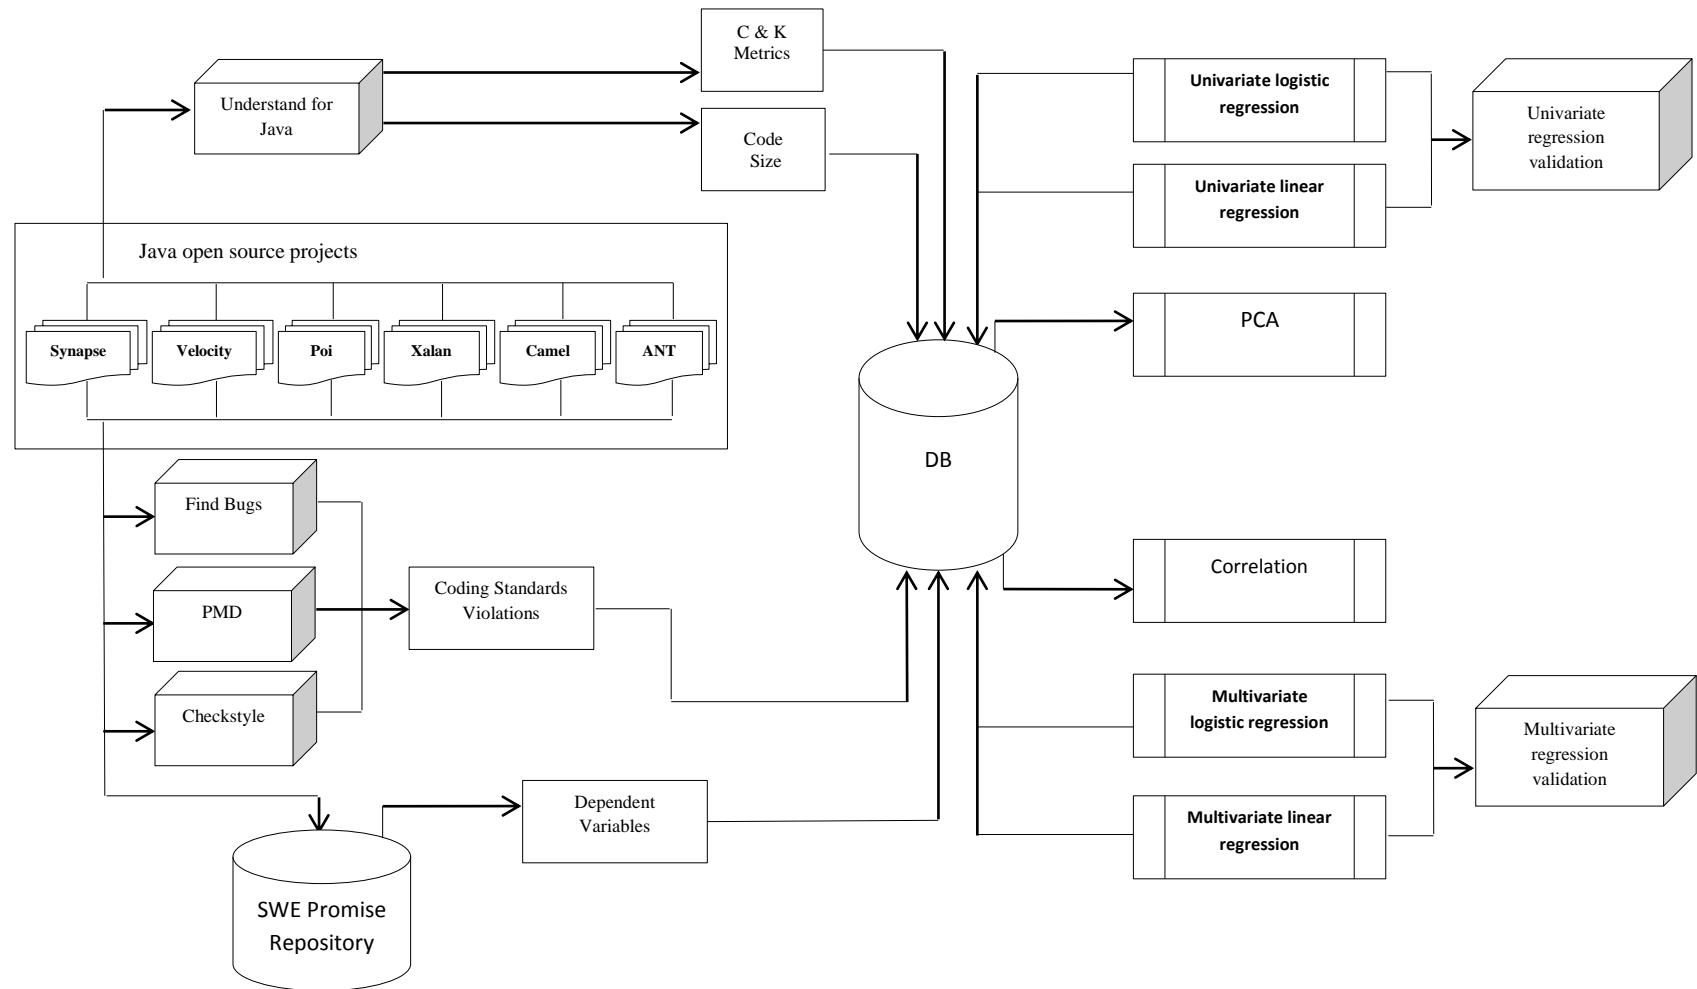 C & K
Metrics
Understand for
Java
Code
Size
Univariate logistic
regression
Univariate linear
regression
Univariate
regression
validation
Java open source projects
Synapse
Velocity
Poi
Xalan
Camel
ANT
PCA
DB
Find Bugs
PMD
Checkstyle
Coding Standards
Violations
Correlation
Multivariate
logistic regression
Multivariate linear
regression
Multivariate
regression
validation
Dependent
Variables
SWE Promise
Repository